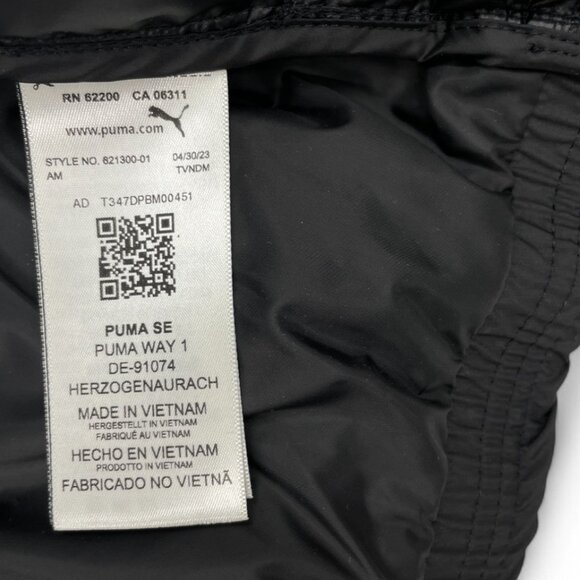 RN 62200 CA 06311
www.puma.com
STYLE NO. 621300-01 04/30/23
AM TVNDM
AD T347DPBM00451
PUMA SE
PUMA WAY 1
DE-91074
HERZOGENAURACH
MADE IN VIETNAM
HERGESTELLT IN VIETNAM
FABRIQUÉ AU VIETNAM
HECHO EN VIETNAM
PRODOTTO IN VIETNAM
FABRICADO NO VIETNÃ